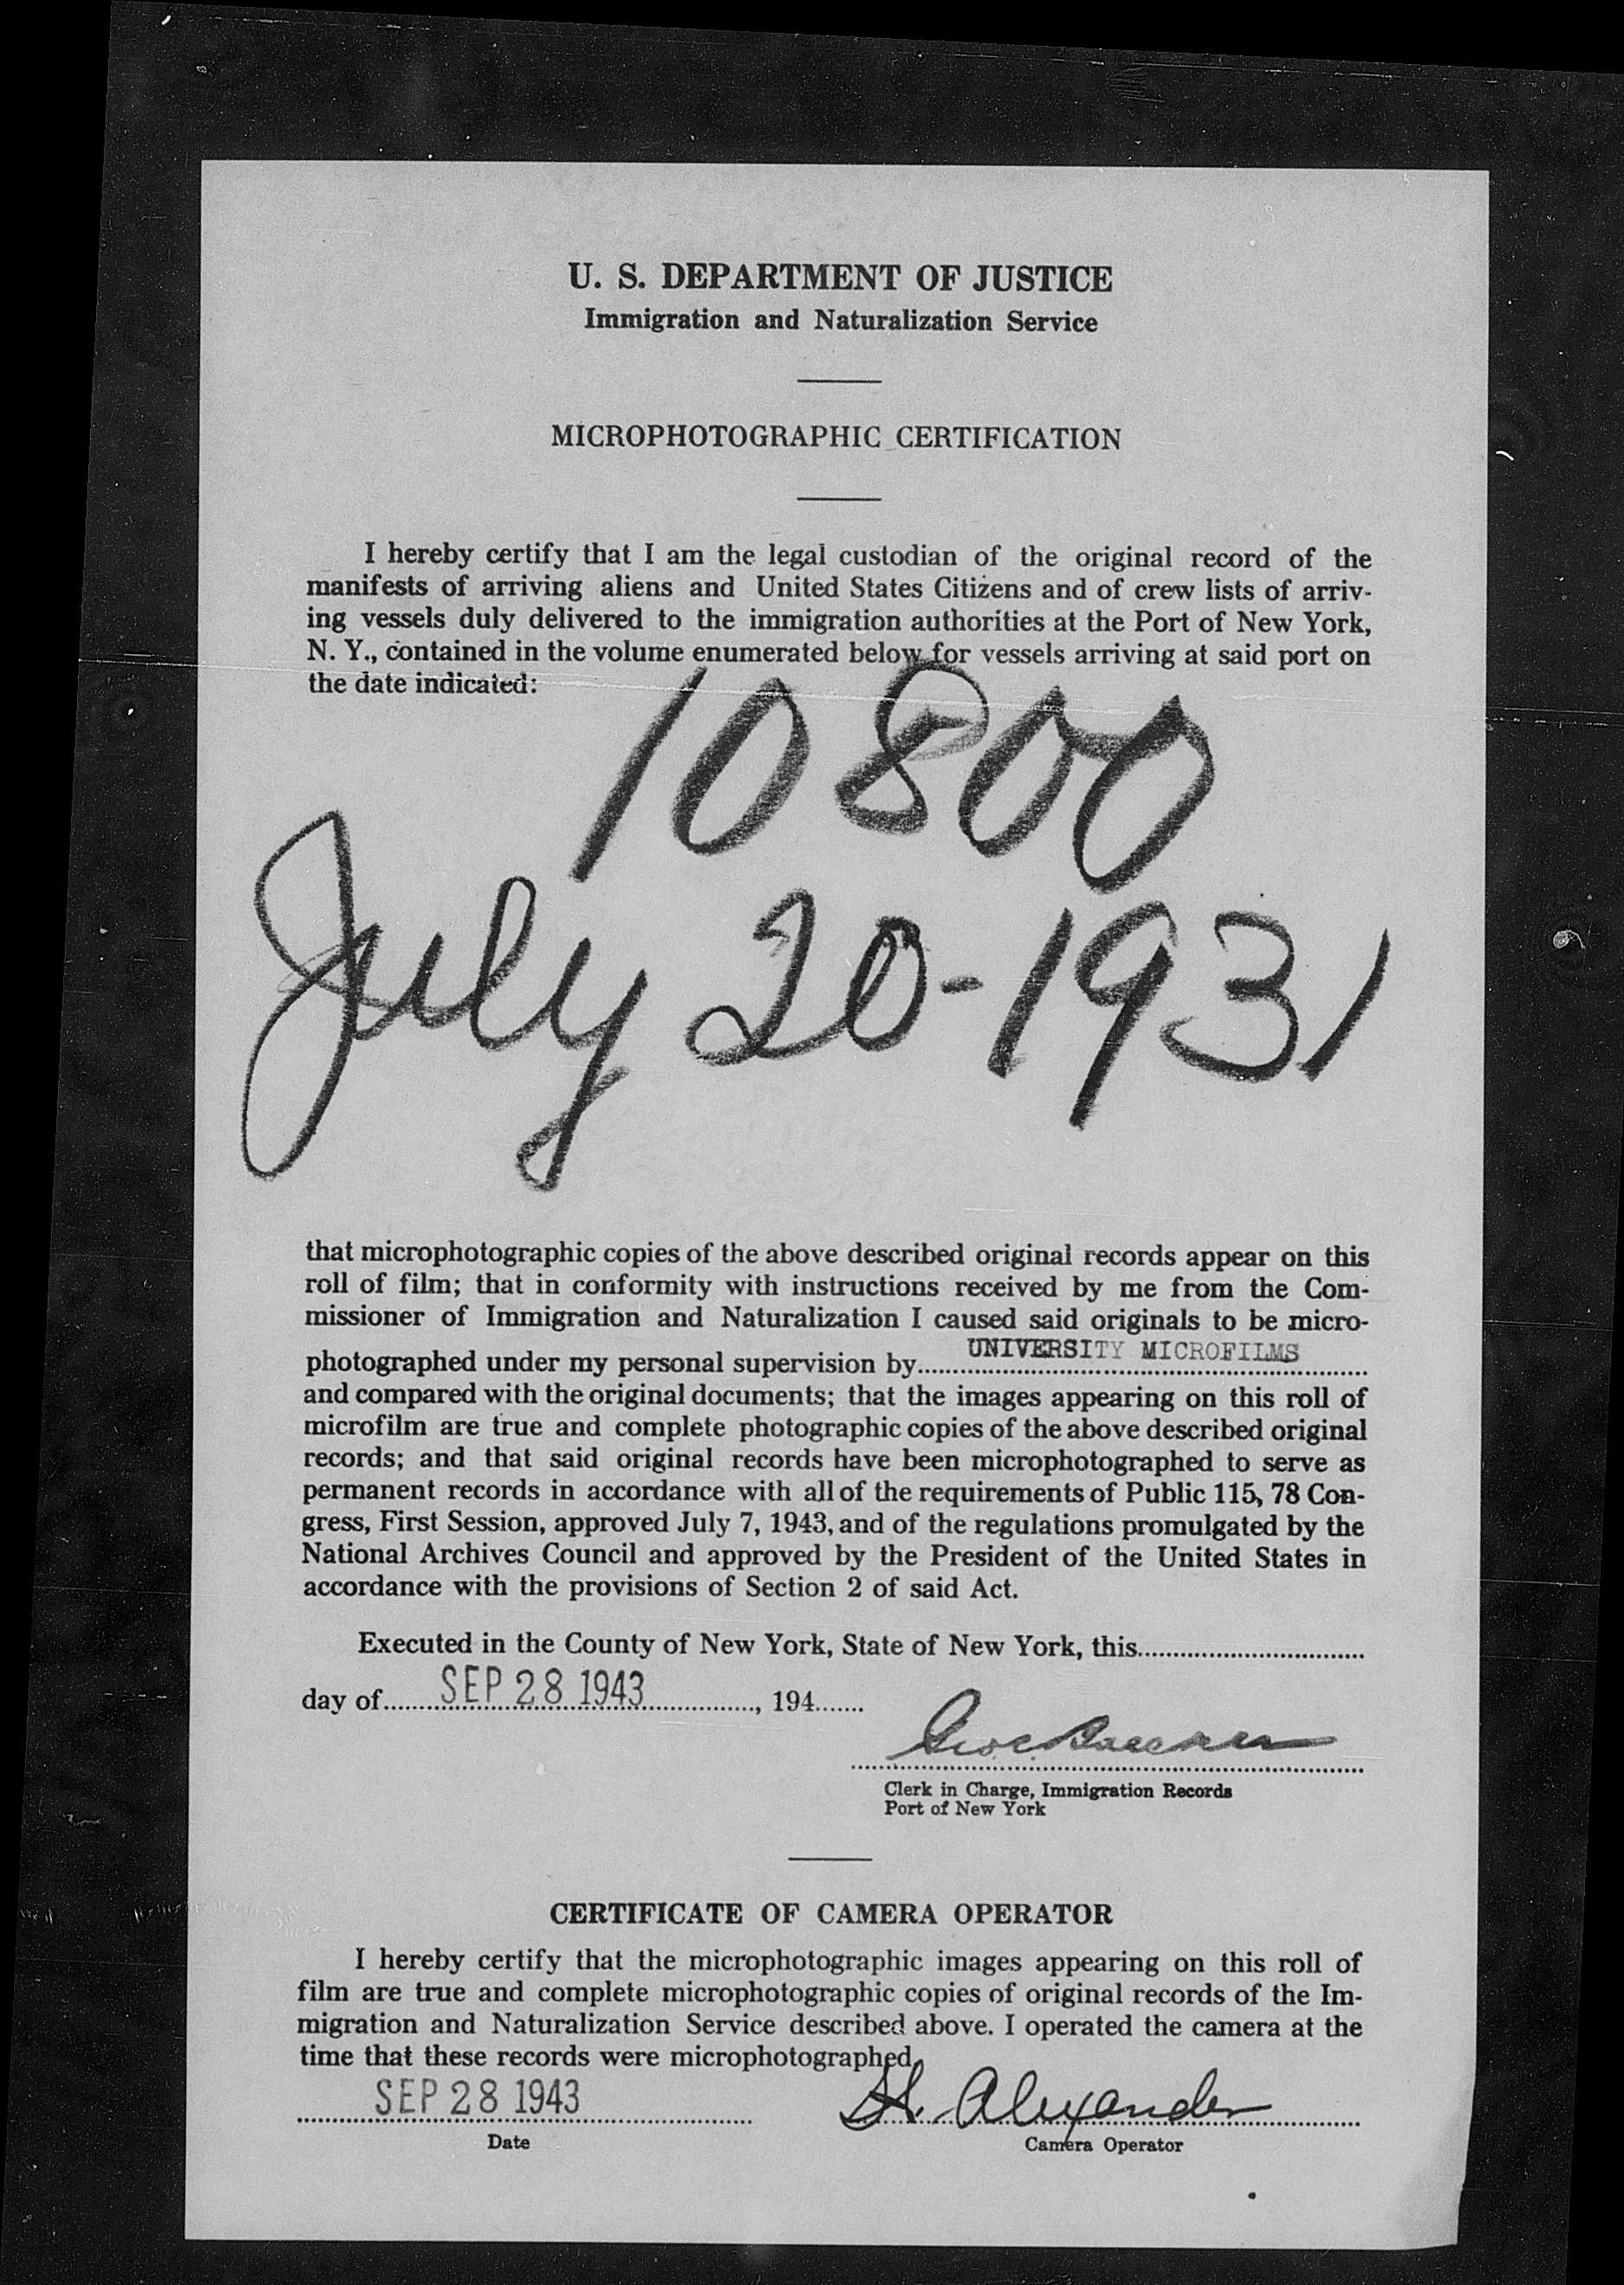 U. S. DEPARTMENT OF JUSTICE
Immigration and Naturalization Service
MICROPHOTOGRAPHIC CERTIFICATION
I hereby certify that I am the legal custodian of the original record of the
manifests of arriving aliens and United States Citizens and of crew lists of arriv-
ing vessels duly delivered to the immigration authorities at the Port of New York,
N. Y., contained in the volume enumerated below for vessels arriving at said port on
the date indicated:
10800
July 20-1931
that microphotographic copies of the above described original records appear on this
roll of film; that in conformity with instructions received by me from the Com-
missioner of Immigration and Naturalization I caused said originals to be micro-
photographed under my personal supervision by UNIVERSITY MICROFILMS
and compared with the original documents; that the images appearing on this roll of
microfilm are true and complete photographic copies of the above described original
records; and that said original records have been microphotographed to serve as
permanent records in accordance with all of the requirements of Public 115, 78 Con-
gress, First Session, approved July 7, 1943, and of the regulations promulgated by the
National Archives Council and approved by the President of the United States in
accordance with the provisions of Section 2 of said Act.
Executed in the County of New York, State of New York, this
day of SEP 28 1943, 194
Clerk in Charge, Immigration Records
Port of New York
CERTIFICATE OF CAMERA OPERATOR
I hereby certify that the microphotographic images appearing on this roll of
film are true and complete microphotographic copies of original records of the Im-
migration and Naturalization Service described above. I operated the camera at the
time that these records were microphotographed.
SEP 28 1943 Alexander
Date Camera Operator